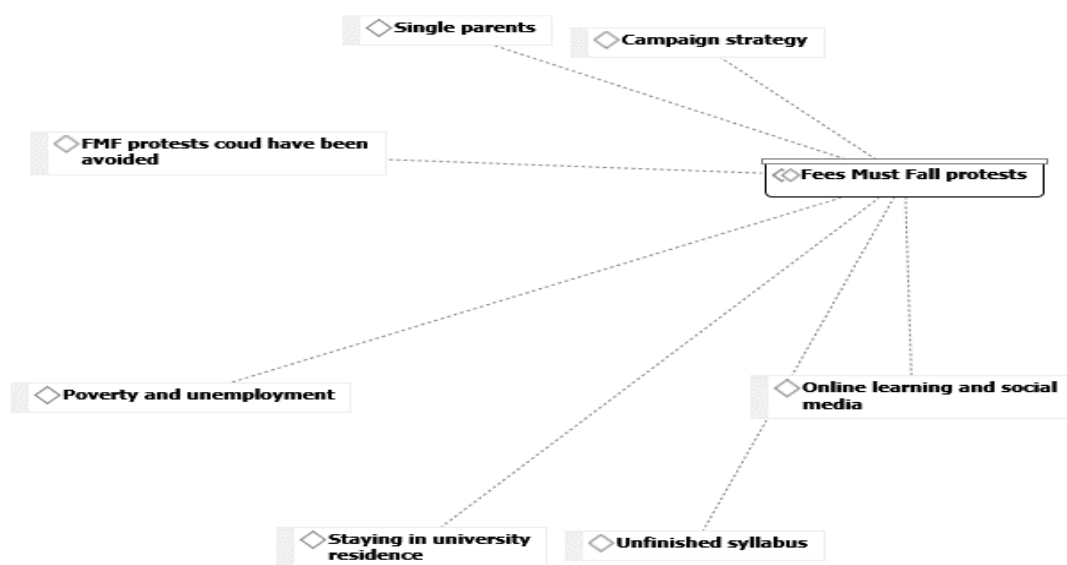 Single parents
Campaign strategy
FMF protests coud have been
avoided
Fees Must Fall protests
Poverty and unemployment
Online learning and social
media
Staying in university
residence
Unfinished syllabus